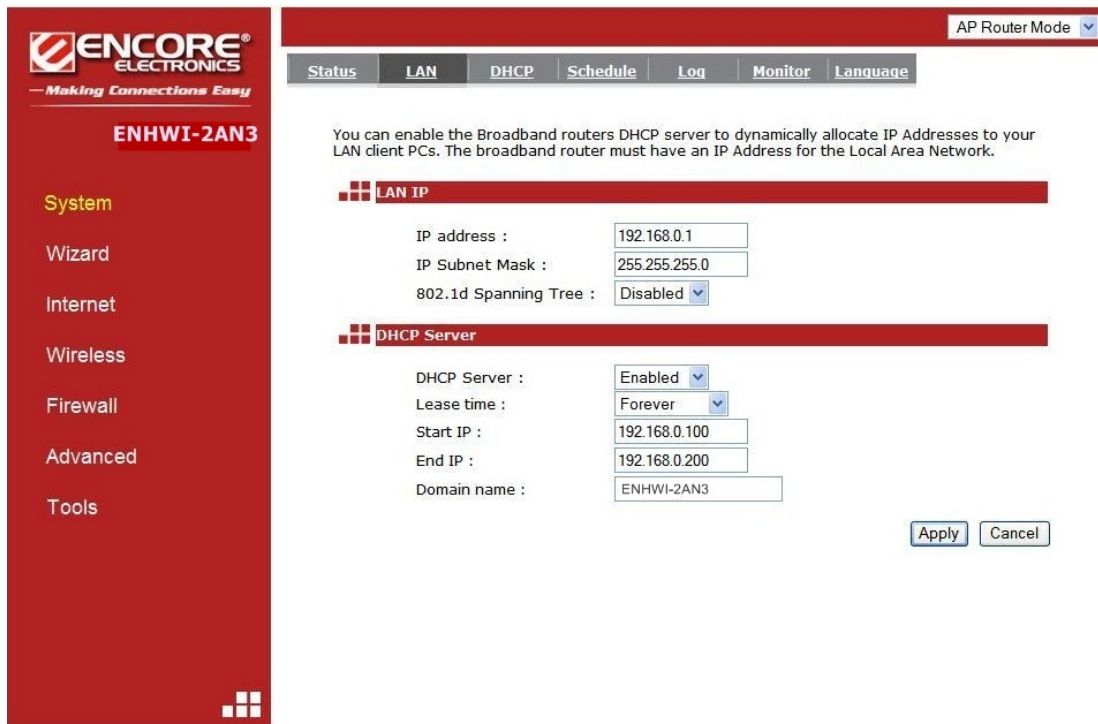 AP Router Mode
ENCORE®
ELECTRONICS
Making Connections Easy
ENHWI-2AN3
System
Wizard
Internet
Wireless
Firewall
Advanced
Tools
Status LAN DHCP Schedule Log Monitor Language
You can enable the Broadband routers DHCP server to dynamically allocate IP Addresses to your
LAN client PCs. The broadband router must have an IP Address for the Local Area Network.
LAN IP
IP address : 192.168.0.1
IP Subnet Mask : 255.255.255.0
802.1d Spanning Tree : Disabled
DHCP Server
DHCP Server : Enabled
Lease time : Forever
Start IP : 192.168.0.100
End IP : 192.168.0.200
Domain name : ENHWI-2AN3
Apply Cancel